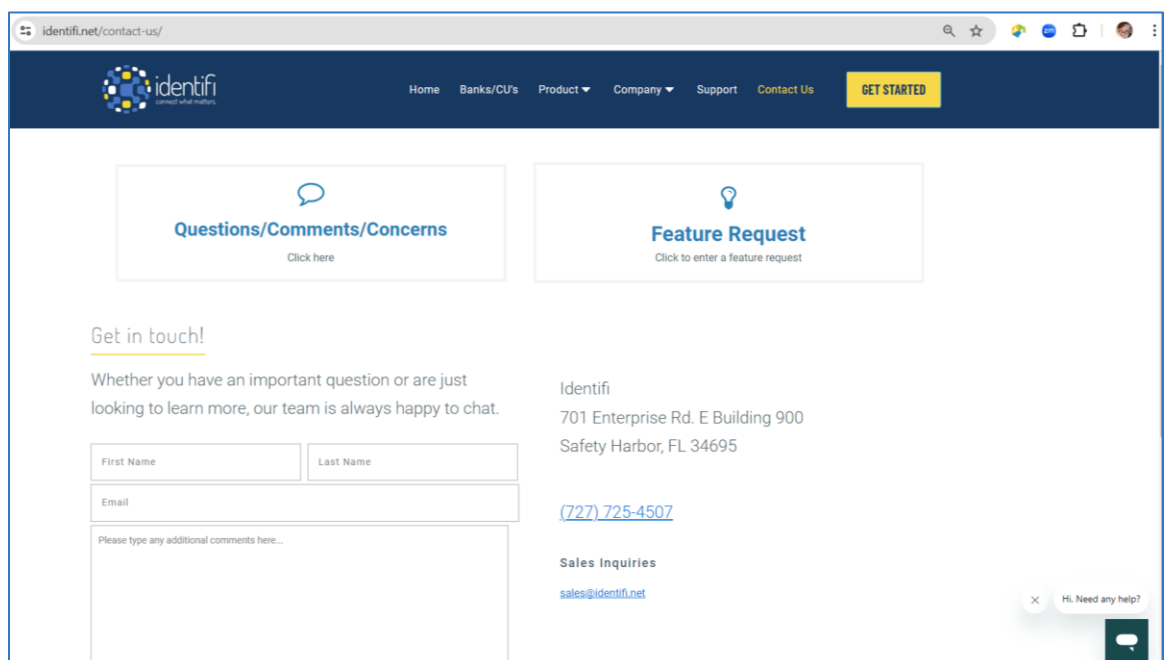 identifi.net/contact-us/
zm
identifi
connect what matters.
Home Banks/CU's Product Company Support Contact Us GET STARTED
Questions/Comments/Concerns
Click here
Feature Request
Click to enter a feature request
Get in touch!
Whether you have an important question or are just
looking to learn more, our team is always happy to chat.
First Name Last Name
Email
Please type any additional comments here...
Identifi
701 Enterprise Rd. E Building 900
Safety Harbor, FL 34695
(727) 725-4507
Sales Inquiries
sales@identifi.net
Hi. Need any help?